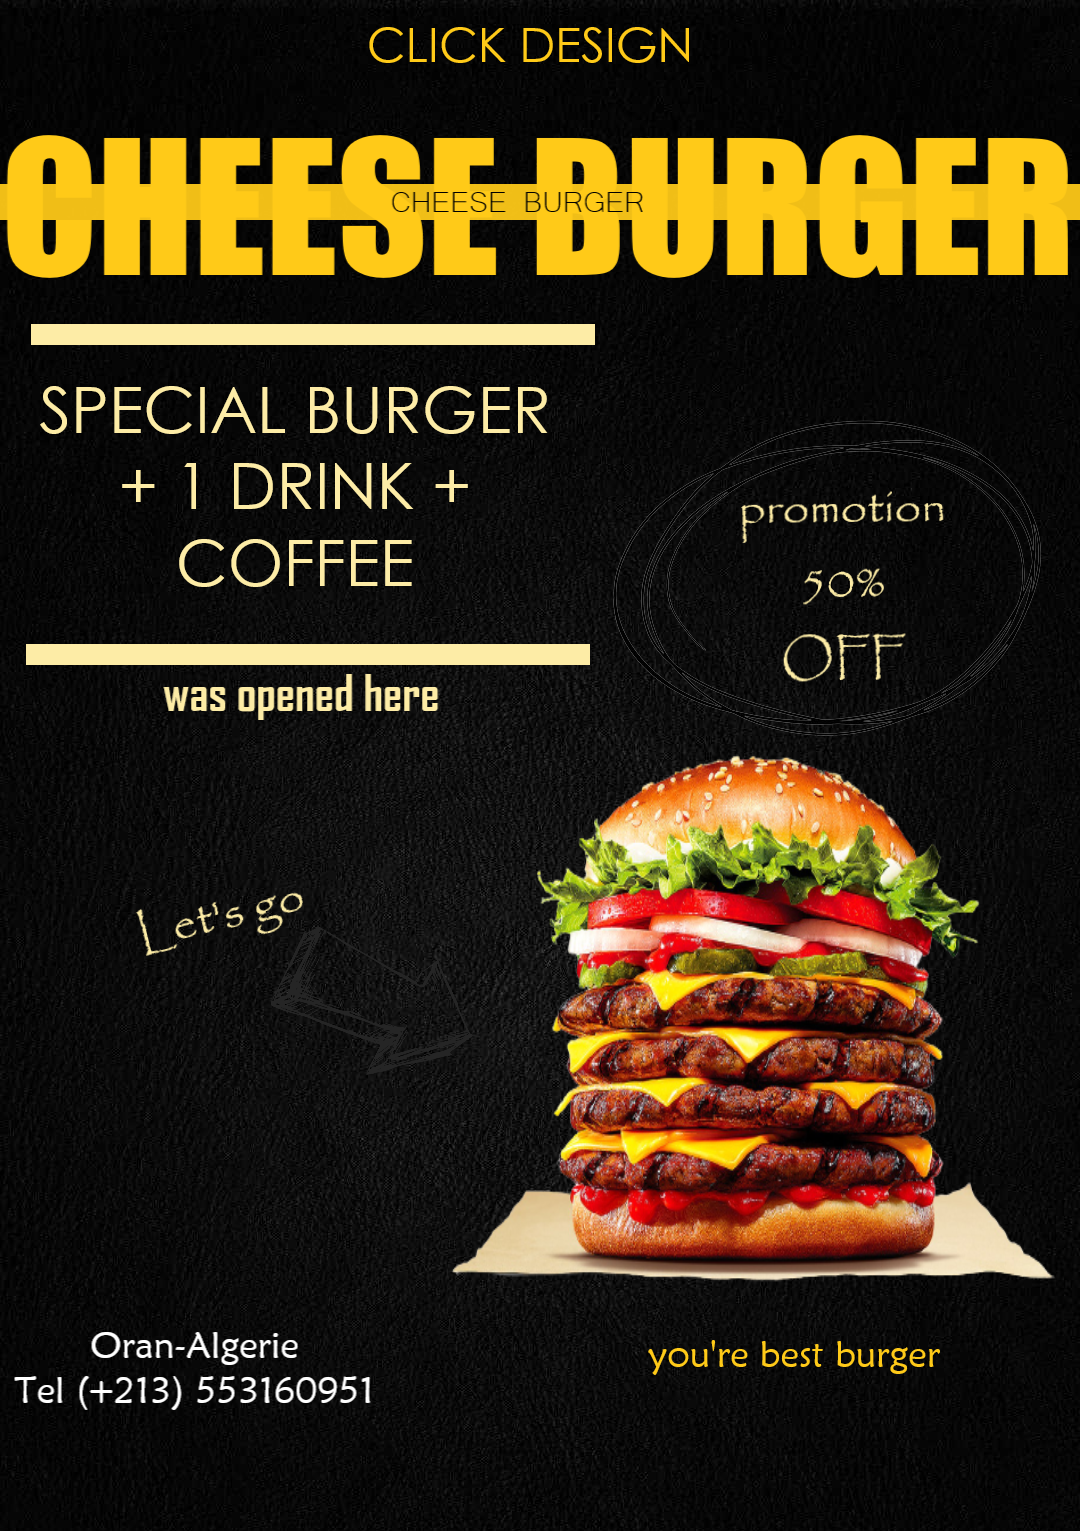 CLICK DESIGN
CHEESE BURGER
CHEESE BURGER
SPECIAL BURGER
+ 1 DRINK +
COFFEE
was opened here
promotion
50%
OFF
Let's go
Oran-Algerie
Tel (+213) 553160951
you're best burger